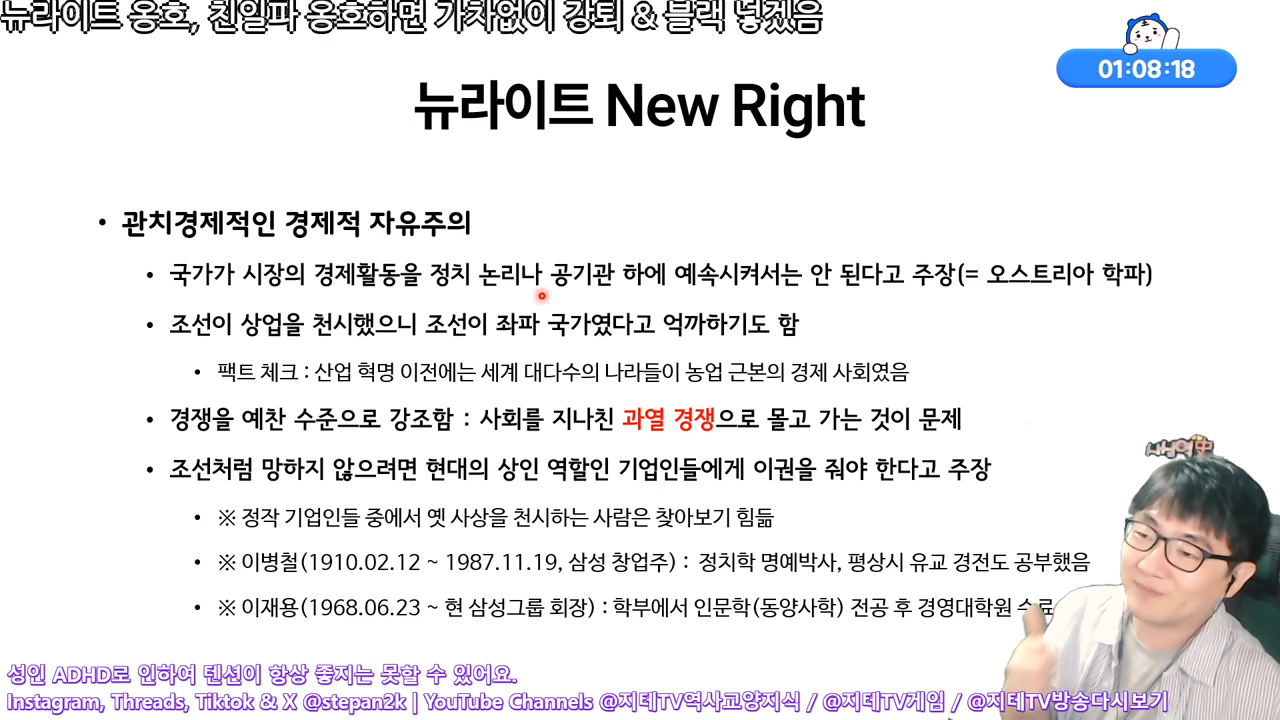 뉴라이트 옹호, 친일파 옹호하면 가차없이 강퇴 & 블랙 넣겠음
01:08:18
뉴라이트 New Right
• 관치경제적인 경제적 자유주의
• 국가가 시장의 경제활동을 정치 논리나 공기관 하에 예속시켜서는 안 된다고 주장(= 오스트리아 학파)
• 조선이 상업을 천시했으니 조선이 좌파 국가였다고 억까하기도 함
• 팩트 체크 : 산업 혁명 이전에는 세계 대다수의 나라들이 농업 근본의 경제 사회였음
• 경쟁을 예찬 수준으로 강조함 : 사회를 지나친 과열 경쟁으로 몰고 가는 것이 문제
• 조선처럼 망하지 않으려면 현대의 상인 역할인 기업인들에게 이권을 줘야 한다고 주장
• ※ 정작 기업인들 중에서 옛 사상을 천시하는 사람은 찾아보기 힘듦
• ※ 이병철(1910.02.12 ~ 1987.11.19, 삼성 창업주) : 정치학 명예박사, 평상시 유교 경전도 공부했음
• ※ 이재용(1968.06.23 ~ 현 삼성그룹 회장) : 학부에서 인문학(동양사학) 전공 후 경영대학원 수료
성인 ADHD로 인하여 텐션이 항상 좋지는 못할 수 있어요.
Instagram, Threads, Tiktok & X @stepan2k | YouTube Channels @지테TV역사교양지식 / @지테TV게임 / @지테TV방송다시보기